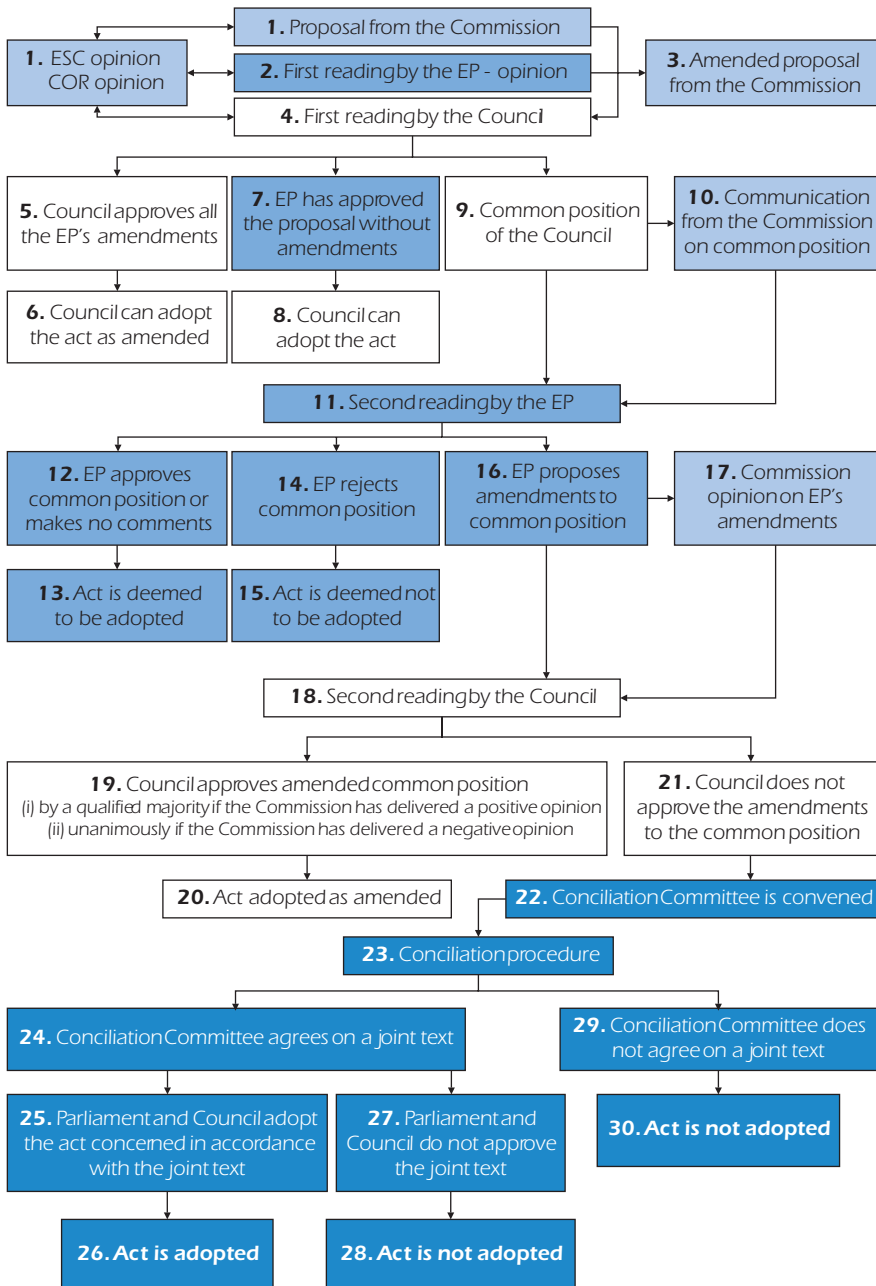 1. Proposal from the Commission
1. ESC opinion
COR opinion
2. First reading by the EP - opinion
3. Amended proposal
from the Commission
4. First reading by the Council
5. Council approves all
the EP's amendments
7. EP has approved
the proposal without
amendments
9. Common position
of the Council
10. Communication
from the Commission
on common position
6. Council can adopt
the act as amended
8. Council can
adopt the act
11. Second reading by the EP
12. EP approves
common position or
makes no comments
14. EP rejects
common position
16. EP proposes
amendments to
common position
17. Commission
opinion on EP's
amendments
13. Act is deemed
to be adopted
15. Act is deemed not
to be adopted
18. Second reading by the Council
19. Council approves amended common position
(i) by a qualified majority if the Commission has delivered a positive opinion
(ii) unanimously if the Commission has delivered a negative opinion
21. Council does not
approve the amendments
to the common position
20. Act adopted as amended
22. Conciliation Committee is convened
23. Conciliation procedure
24. Conciliation Committee agrees on a joint text
29. Conciliation Committee does
not agree on a joint text
25. Parliament and Council adopt
the act concerned in accordance
with the joint text
27. Parliament and
Council do not approve
the joint text
30. Act is not adopted
26. Act is adopted
28. Act is not adopted